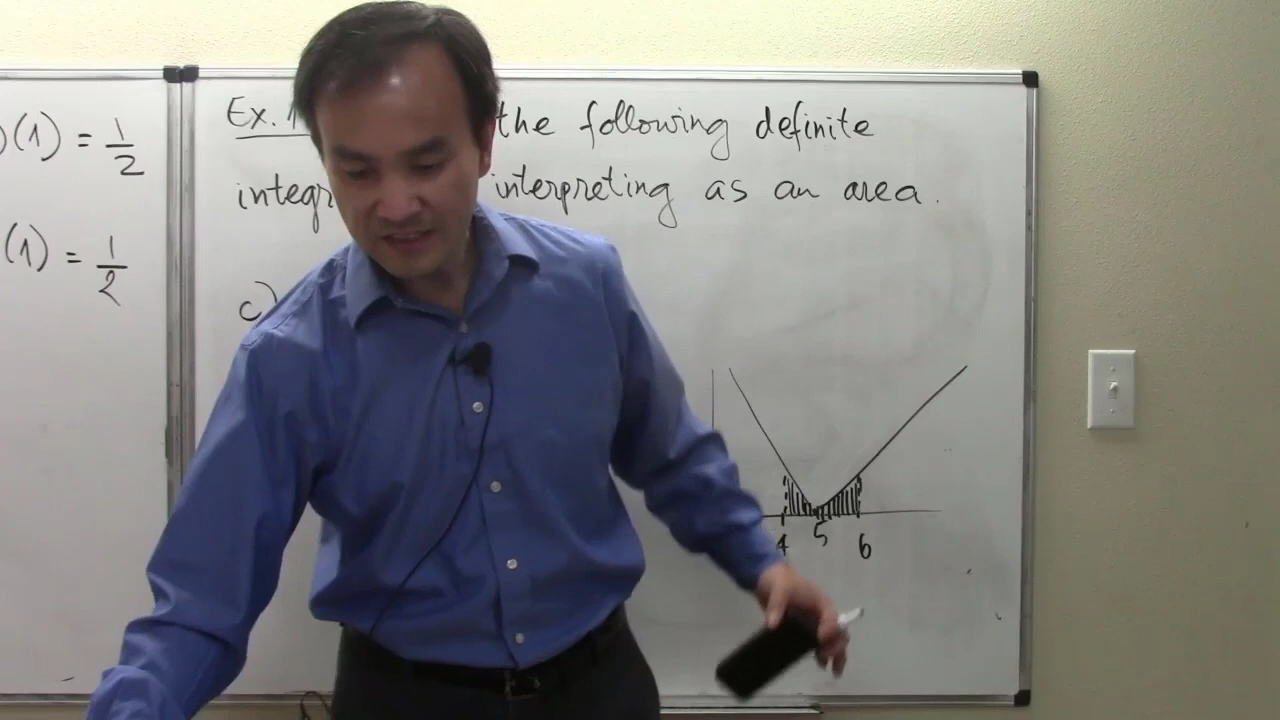 )(1) = 1/2
(1) = 1/2
Ex. 1 the following definite
integr interpreting as an area.
c)
4 5 6